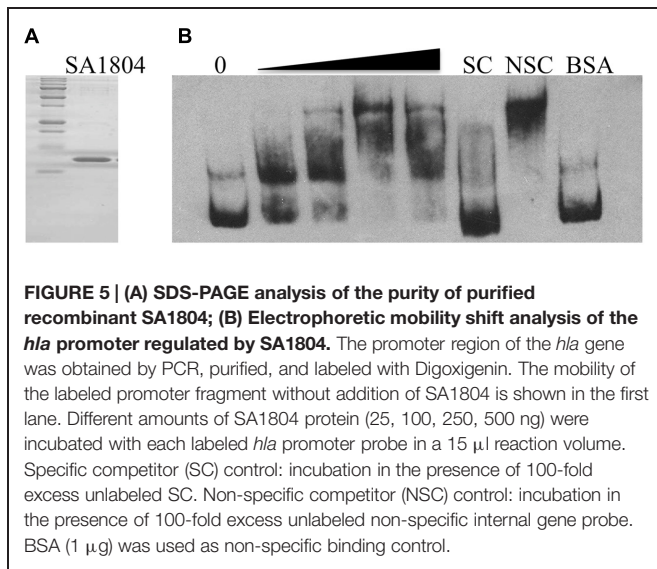 A
B
SA1804
0
SC NSC BSA
FIGURE 5 | (A) SDS-PAGE analysis of the purity of purified
recombinant SA1804; (B) Electrophoretic mobility shift analysis of the
hla promoter regulated by SA1804. The promoter region of the hla gene
was obtained by PCR, purified, and labeled with Digoxigenin. The mobility
of the labeled promoter fragment without addition of SA1804 is shown in the first
lane. Different amounts of SA1804 protein (25, 100, 250, 500 ng) were
incubated with each labeled hla promoter probe in a 15 μl reaction volume.
Specific competitor (SC) control: incubation in the presence of 100-fold
excess unlabeled SC. Non-specific competitor (NSC) control: incubation in
the presence of 100-fold excess unlabeled non-specific internal gene probe.
BSA (1 μg) was used as non-specific binding control.